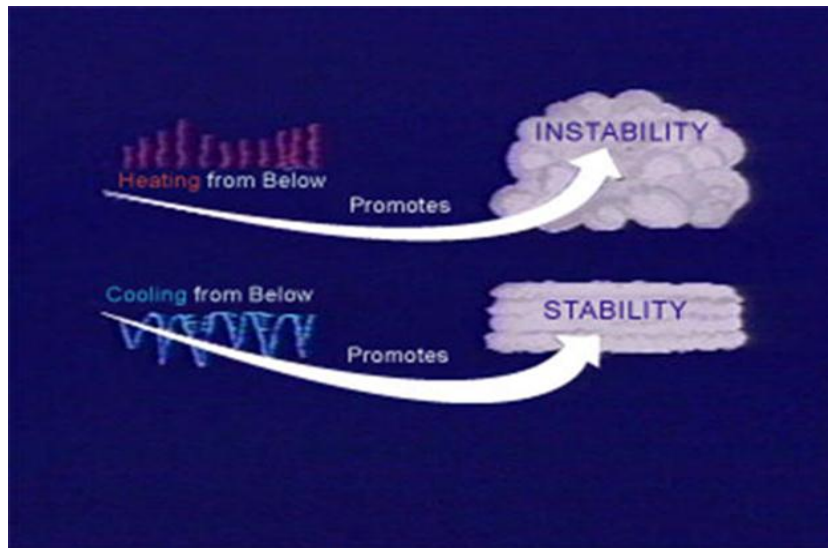 INSTABILITY
Heating from Below
Promotes
Cooling from Below
STABILITY
Promotes